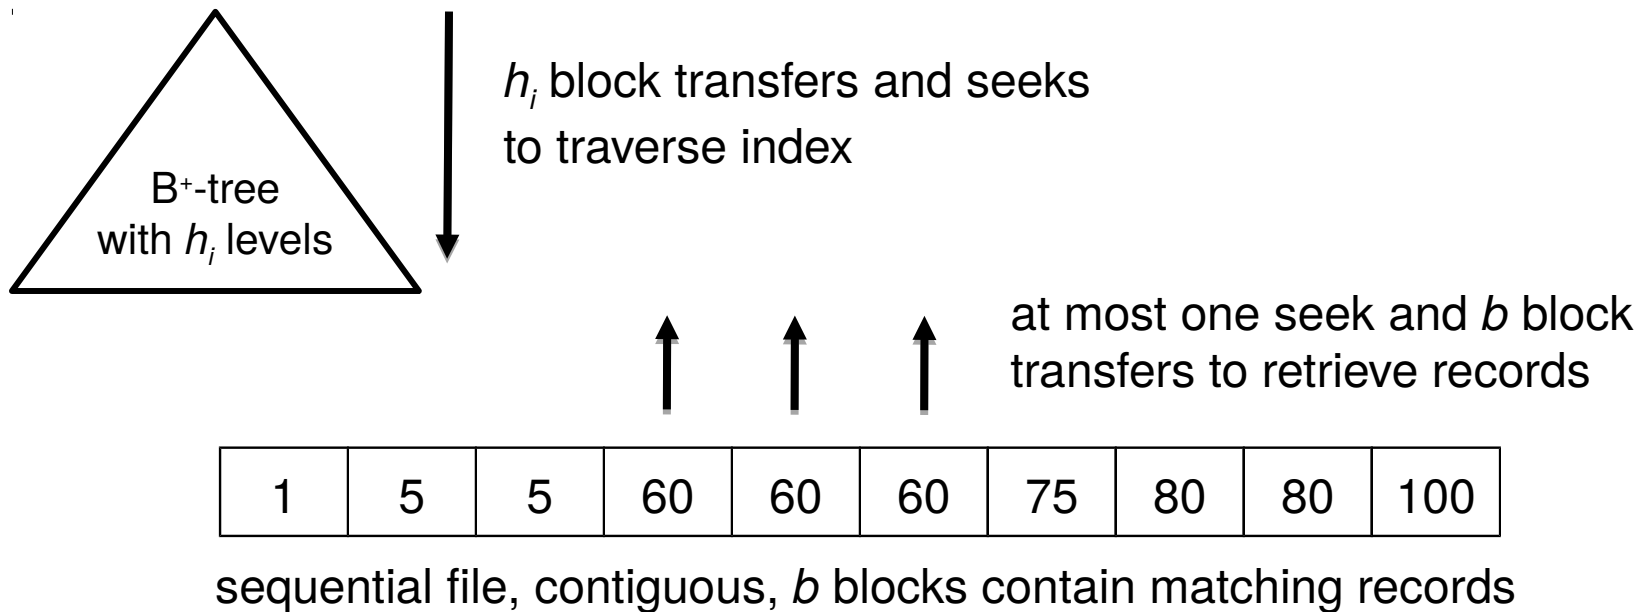 hᵢ block transfers and seeks
to traverse index
B⁺-tree
with hᵢ levels
at most one seek and b block
transfers to retrieve records
1 5 5 60 60 60 75 80 80 100
sequential file, contiguous, b blocks contain matching records